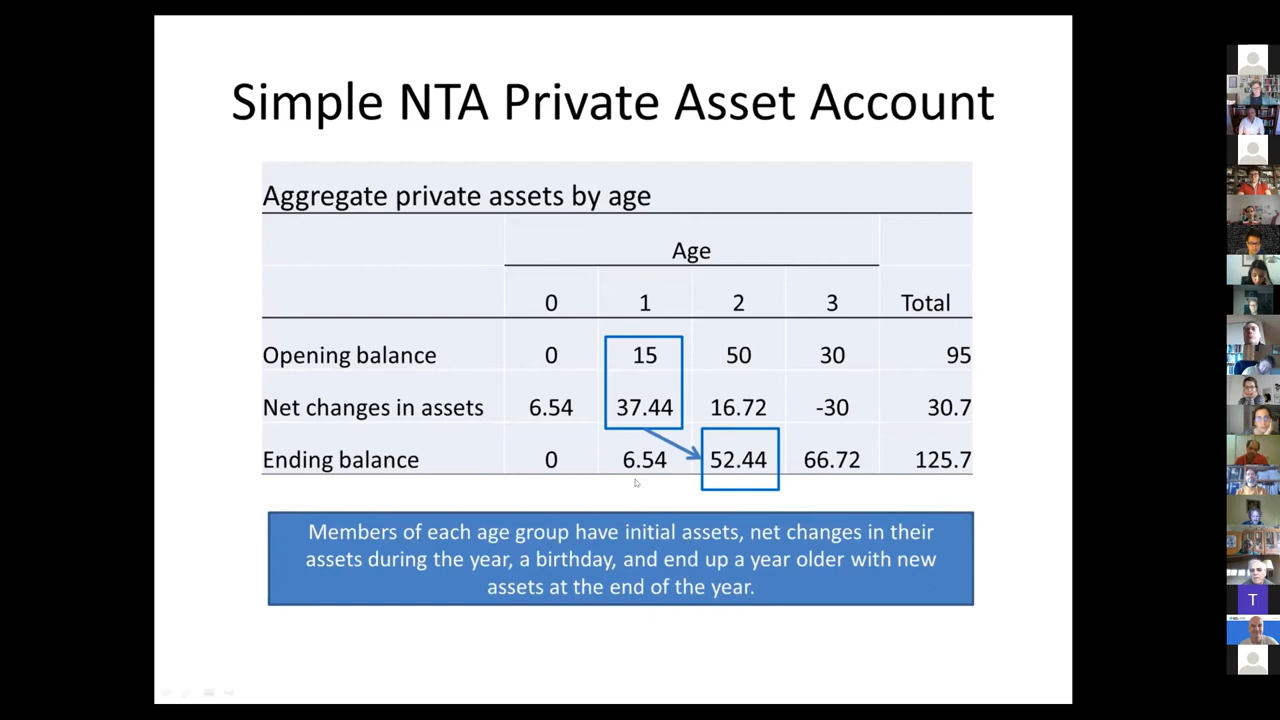 Simple NTA Private Asset Account
Aggregate private assets by age
Age
0 1 2 3 Total
Opening balance 0 15 50 30 95
Net changes in assets 6.54 37.44 16.72 -30 30.7
Ending balance 0 6.54 52.44 66.72 125.7
Members of each age group have initial assets, net changes in their
assets during the year, a birthday, and end up a year older with new
assets at the end of the year.
T